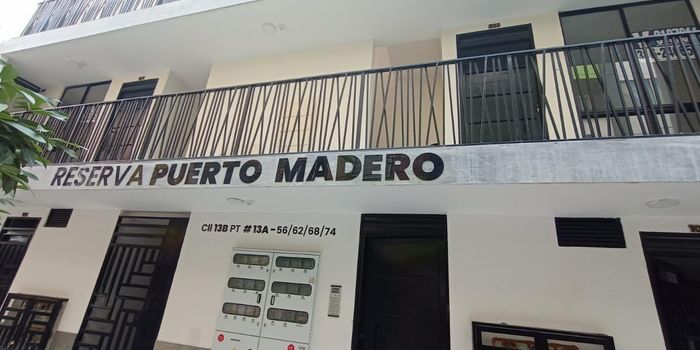 RESERVA PUERTO MADERO
Cll 13B PT # 13A - 56/62/68/74